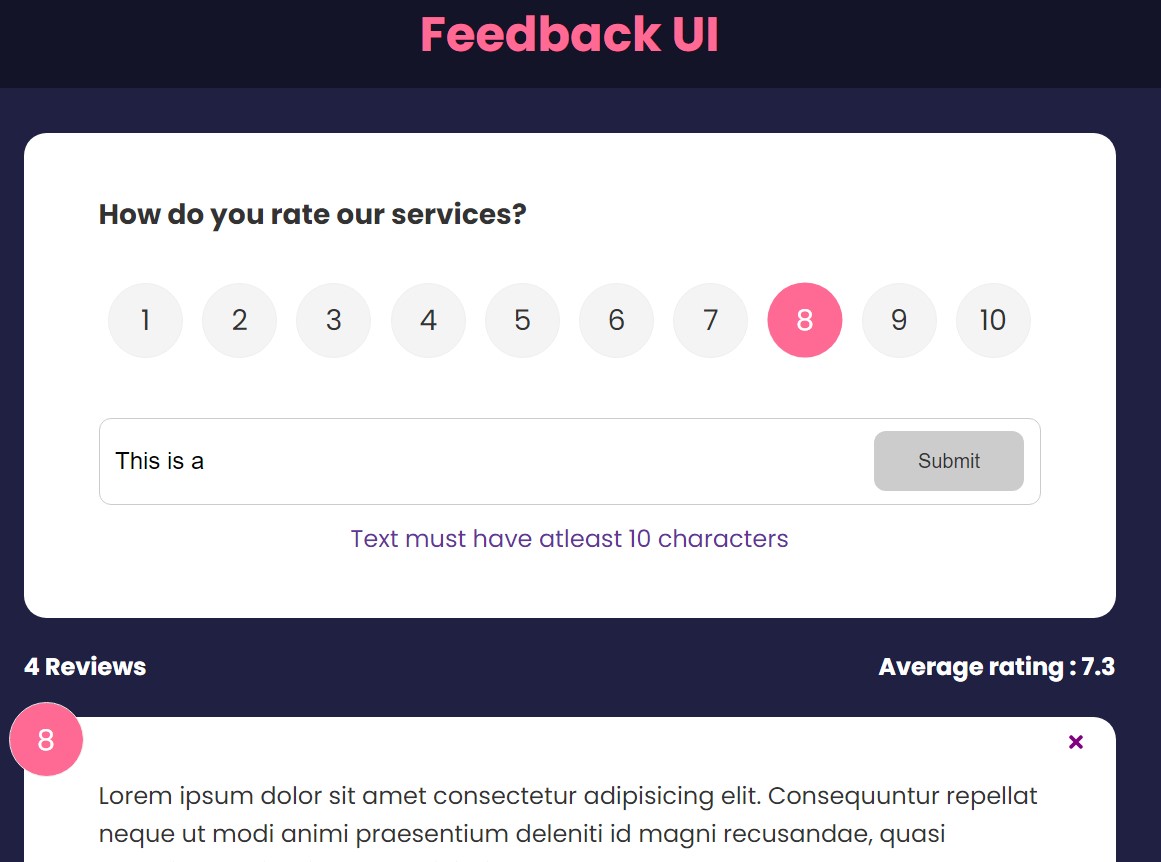 Feedback UI
How do you rate our services?
1 2 3 4 5 6 7 8 9 10
This is a Submit
Text must have atleast 10 characters
4 Reviews Average rating : 7.3
8
Lorem ipsum dolor sit amet consectetur adipisicing elit. Consequuntur repellat
neque ut modi animi praesentium deleniti id magni recusandae, quasi